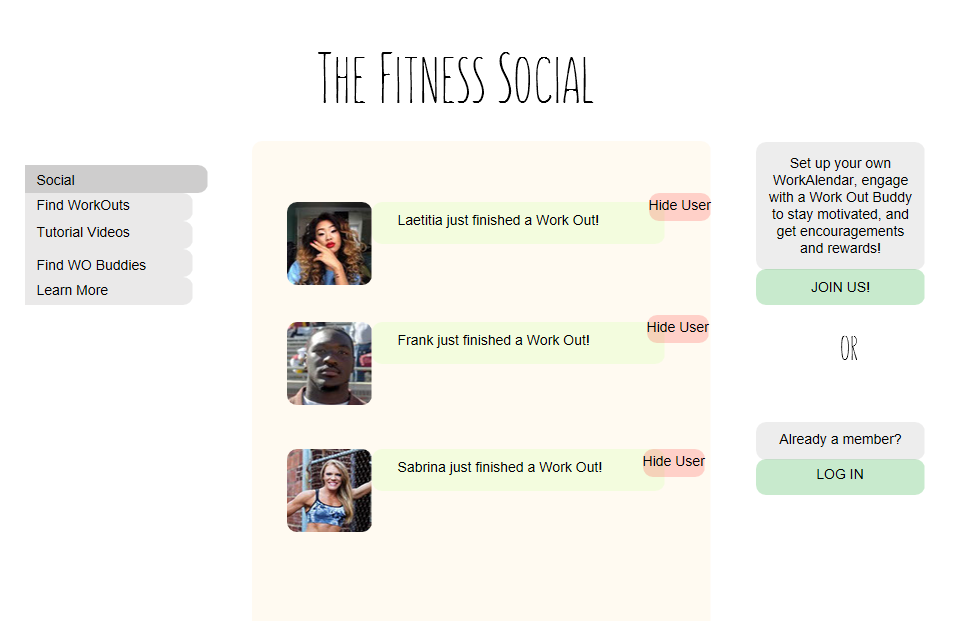 The Fitness Social
Social
Find WorkOuts
Tutorial Videos
Find WO Buddies
Learn More
Laetitia just finished a Work Out!
Hide User
Frank just finished a Work Out!
Hide User
Sabrina just finished a Work Out!
Hide User
Set up your own
WorkAlendar, engage
with a Work Out Buddy
to stay motivated, and
get encouragements
and rewards!
JOIN US!
OR
Already a member?
LOG IN